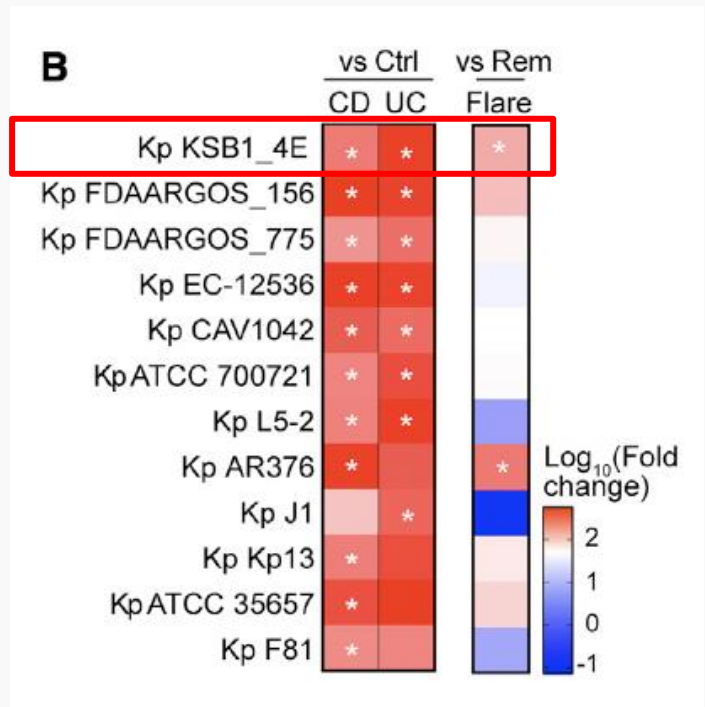 B
vs Ctrl vs Rem
CD UC Flare
Kp KSB1_4E * * *
Kp FDAARGOS_156 * *
Kp FDAARGOS_775 * *
Kp EC-12536 * *
Kp CAV1042 * *
Kp ATCC 700721 * *
Kp L5-2 * *
Kp AR376 * *
Kp J1 *
Kp Kp13 *
Kp ATCC 35657 *
Kp F81 *
Log₁₀(Fold
change)
2
1
0
-1